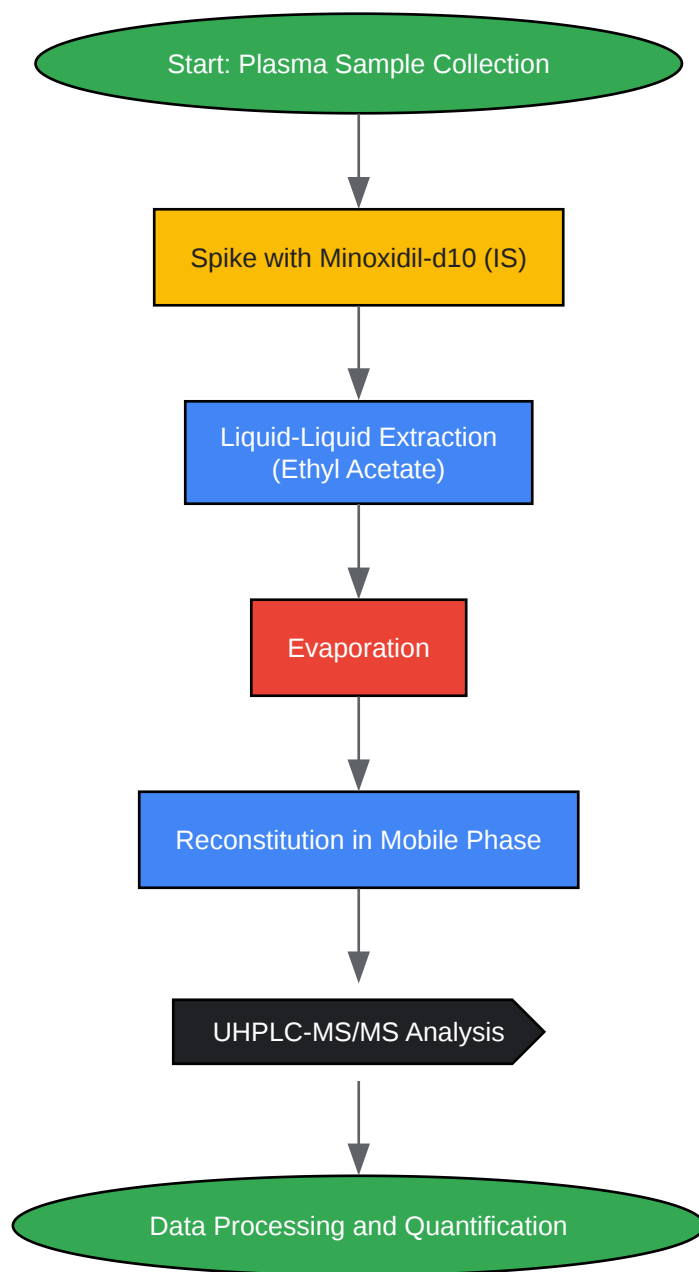 Start: Plasma Sample Collection
Spike with Minoxidil-d10 (IS)
Liquid-Liquid Extraction
(Ethyl Acetate)
Evaporation
Reconstitution in Mobile Phase
UHPLC-MS/MS Analysis
Data Processing and Quantification